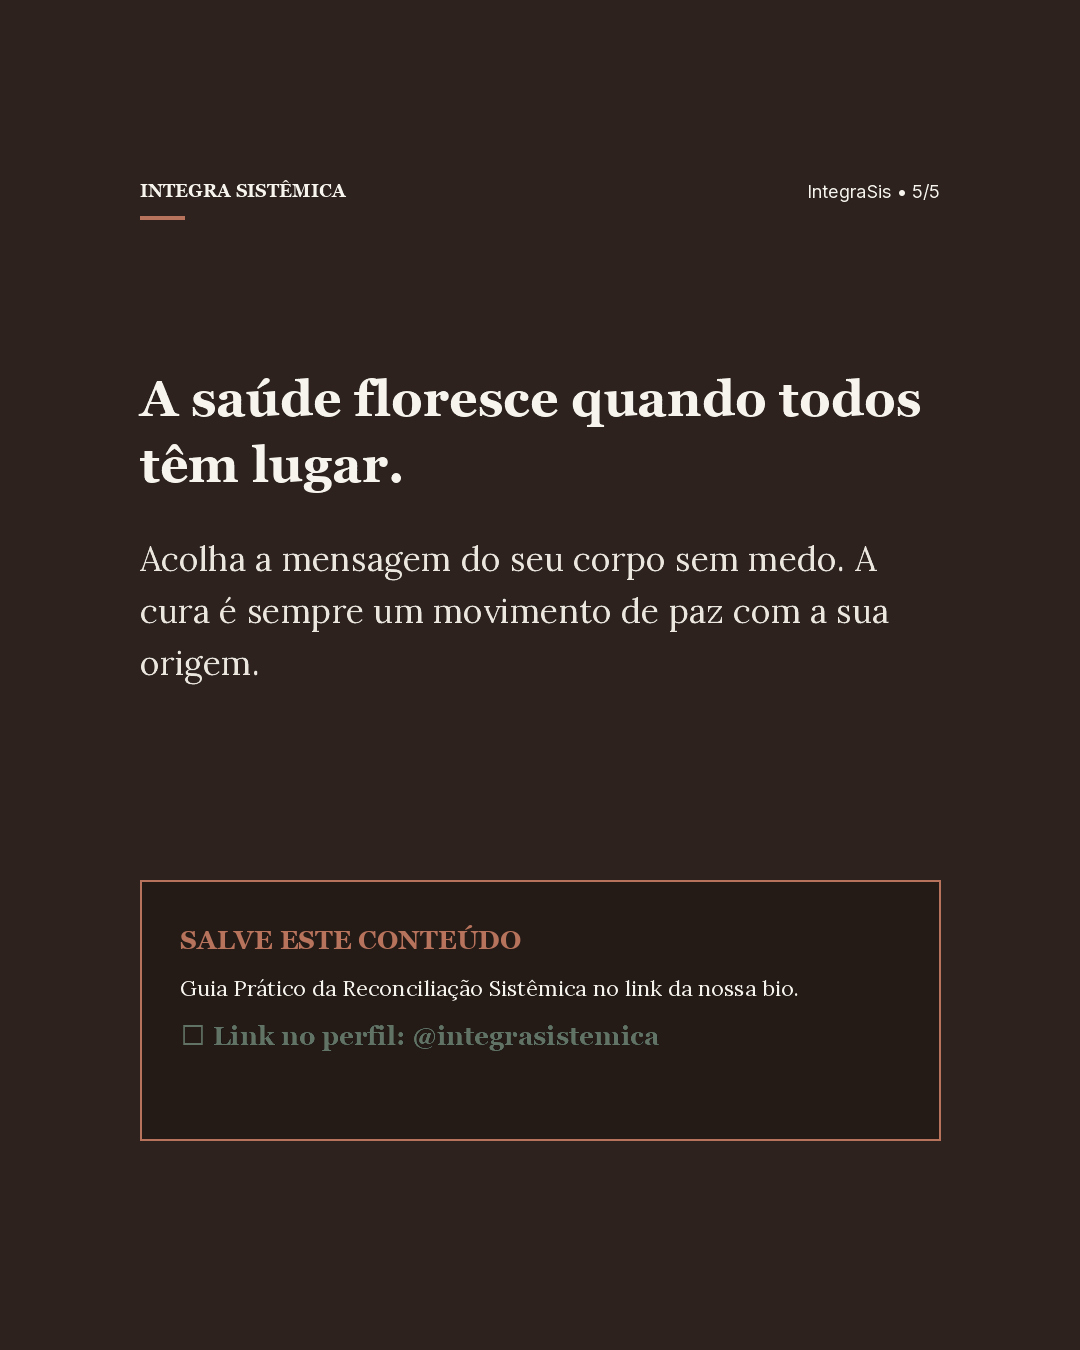 INTEGRA SISTÊMICA
IntegraSis • 5/5
A saúde floresce quando todos
têm lugar.
Acolha a mensagem do seu corpo sem medo. A
cura é sempre um movimento de paz com a sua
origem.
SALVE ESTE CONTEÚDO
Guia Prático da Reconciliação Sistêmica no link da nossa bio.
☐ Link no perfil: @integrasistemica